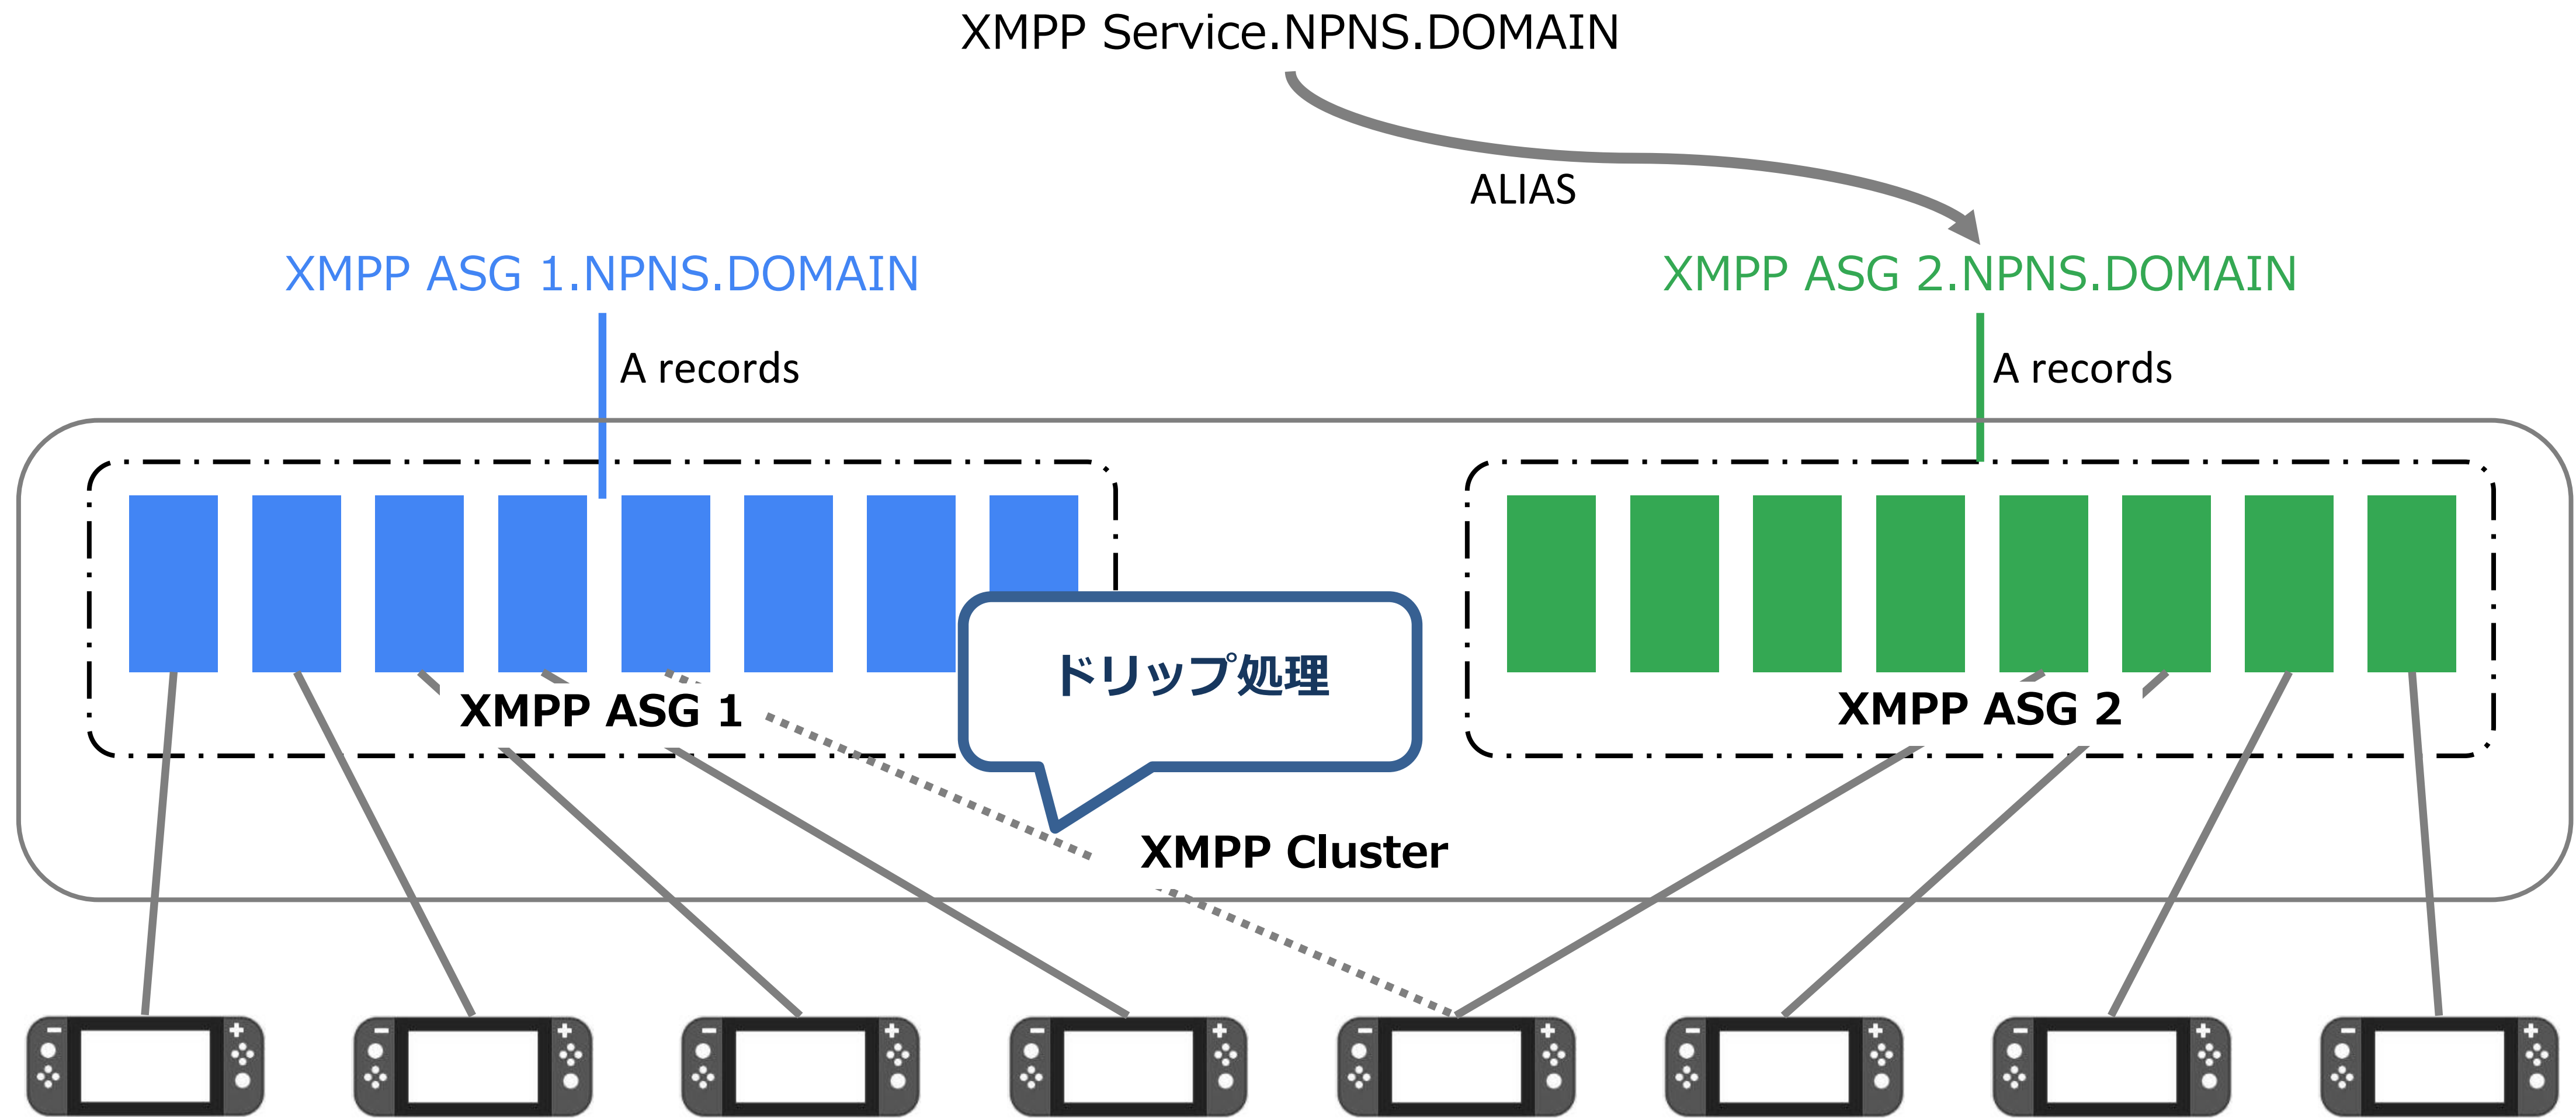 XMPP Service.NPNS.DOMAIN
ALIAS
XMPP ASG 1.NPNS.DOMAIN
XMPP ASG 2.NPNS.DOMAIN
A records
A records
ドリップ処理
XMPP ASG 1
XMPP ASG 2
XMPP Cluster